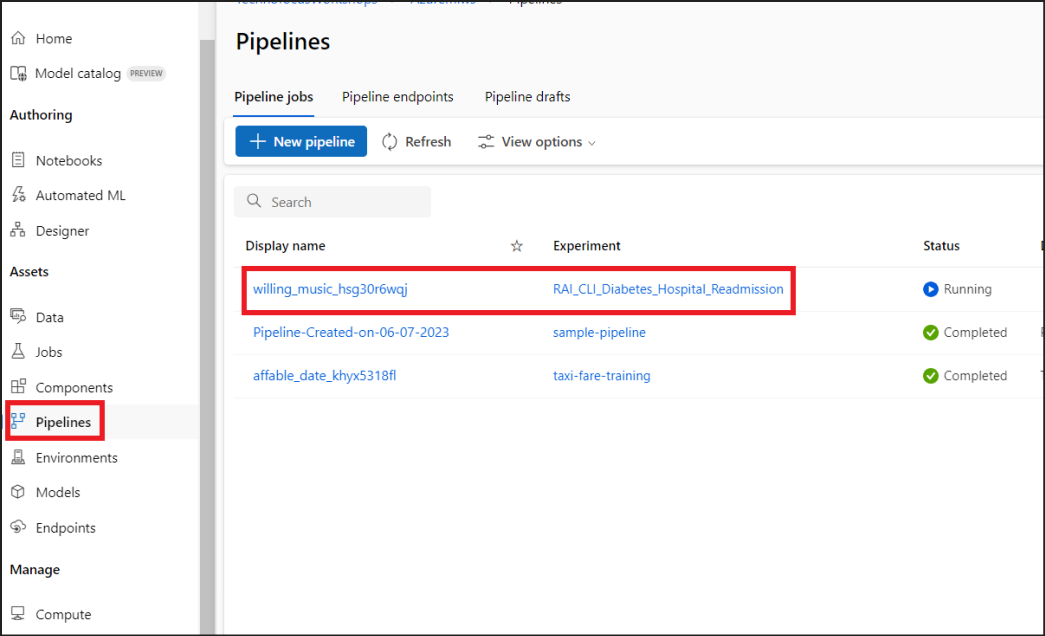 Pipelines
Home
Model catalog PREVIEW
Authoring
Notebooks
Automated ML
Designer
Assets
Data
Jobs
Components
Pipelines
Environments
Models
Endpoints
Manage
Compute
Pipelines
Pipeline jobs Pipeline endpoints Pipeline drafts
New pipeline Refresh View options
Search
Display name Experiment Status
willing_music_hsg30r6wqj RAI_CLI_Diabetes_Hospital_Readmission Running
Pipeline-Created-on-06-07-2023 sample-pipeline Completed
affable_date_khyx5318fl taxi-fare-training Completed